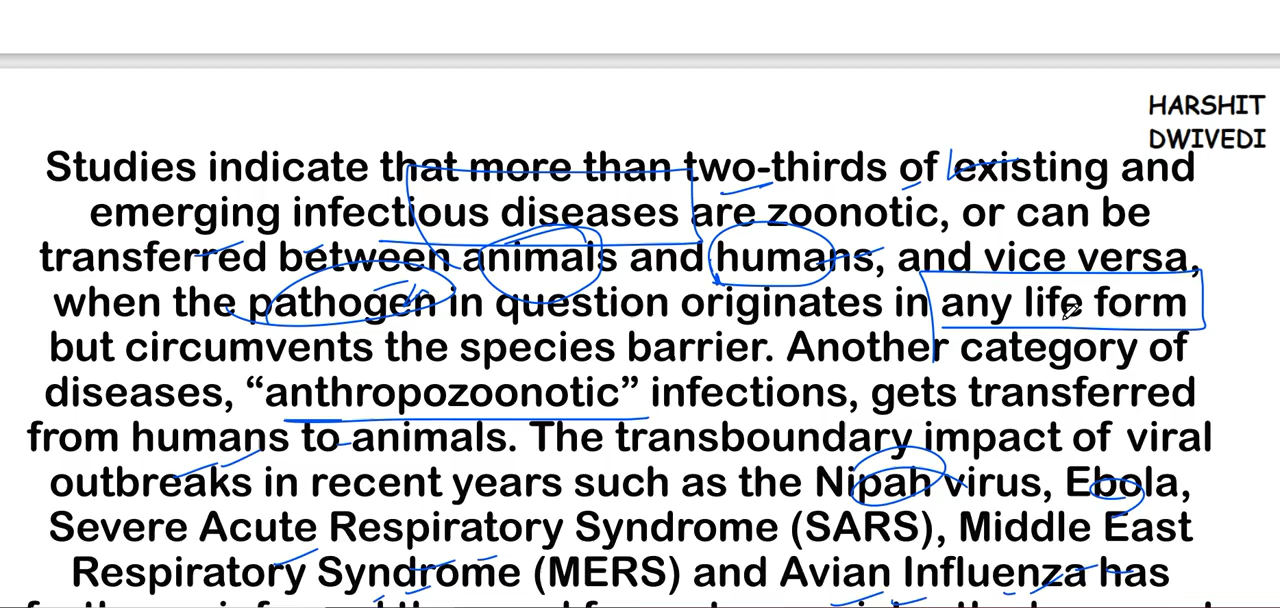 HARSHIT
DWIVEDI
Studies indicate that more than two-thirds of existing and
emerging infectious diseases are zoonotic, or can be
transferred between animals and humans, and vice versa,
when the pathogen in question originates in any life form
but circumvents the species barrier. Another category of
diseases, “anthropozoonotic” infections, gets transferred
from humans to animals. The transboundary impact of viral
outbreaks in recent years such as the Nipah virus, Ebola,
Severe Acute Respiratory Syndrome (SARS), Middle East
Respiratory Syndrome (MERS) and Avian Influenza has